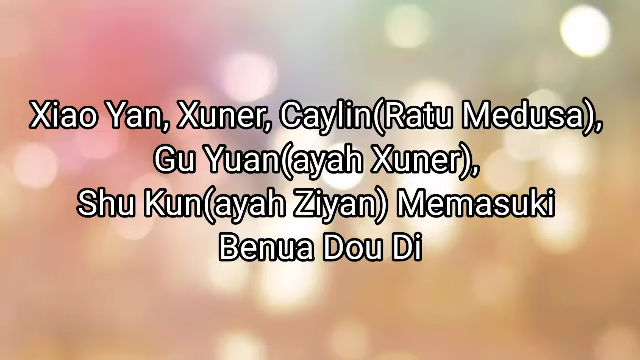 Xiao Yan, Xuner, Caylin(Ratu Medusa),
Gu Yuan(ayah Xuner),
Shu Kun(ayah Ziyan) Memasuki
Benua Dou Di